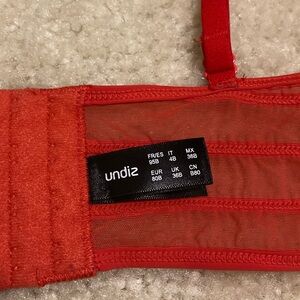 undiz
FR/ES IT MX
95B 4B 36B
EUR UK CN
80B 36B B80